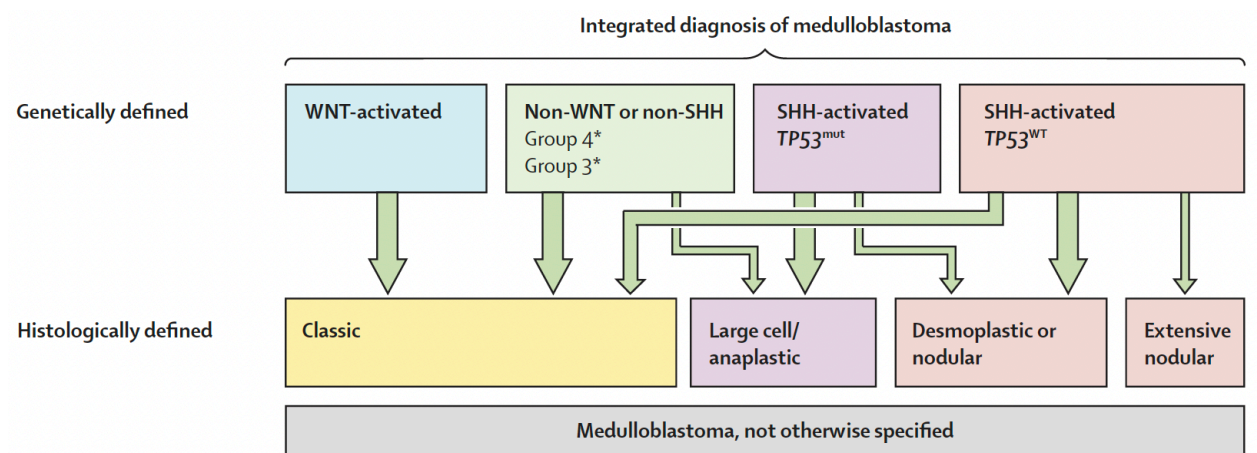 Integrated diagnosis of medulloblastoma
Genetically defined
WNT-activated
Non-WNT or non-SHH
Group 4*
Group 3*
SHH-activated
TP53mut
SHH-activated
TP53WT
Histologically defined
Classic
Large cell/
anaplastic
Desmoplastic or
nodular
Extensive
nodular
Medulloblastoma, not otherwise specified